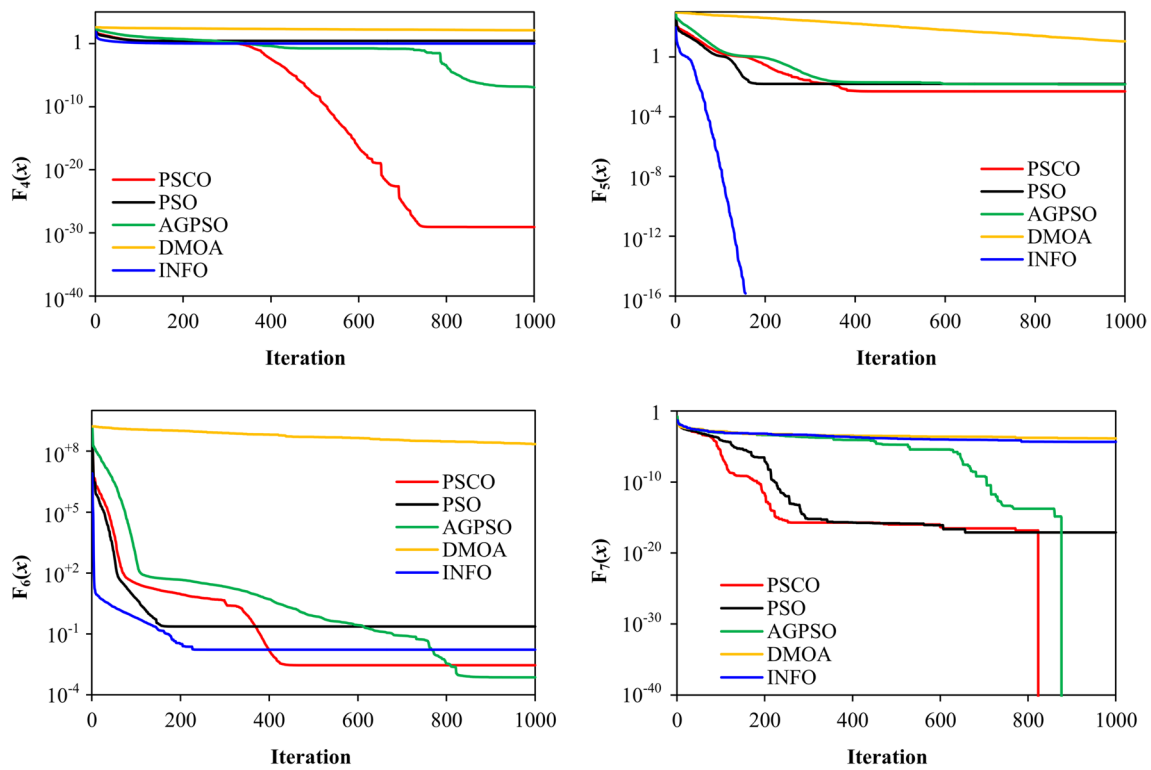 1
10-10
10-20
10-30
10-40
F4(x)
PSCO
PSO
AGPSO
DMOA
INFO
0 200 400 600 800 1000
Iteration
1
10-4
10-8
10-12
10-16
F5(x)
PSCO
PSO
AGPSO
DMOA
INFO
0 200 400 600 800 1000
Iteration
10+8
10+5
10+2
10-1
10-4
F6(x)
PSCO
PSO
AGPSO
DMOA
INFO
0 200 400 600 800 1000
Iteration
1
10-10
10-20
10-30
10-40
F7(x)
PSCO
PSO
AGPSO
DMOA
INFO
0 200 400 600 800 1000
Iteration